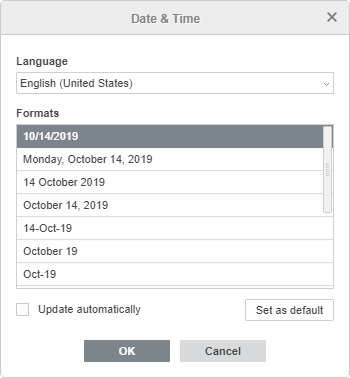 Date & Time
Language
English (United States)
Formats
10/14/2019
Monday, October 14, 2019
14 October 2019
October 14, 2019
14-Oct-19
October 19
Oct-19
Update automatically
Set as default
OK
Cancel